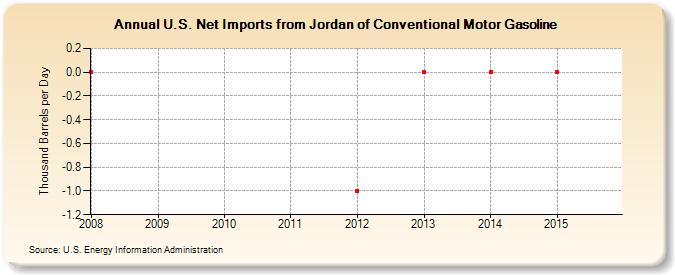 Annual U.S. Net Imports from Jordan of Conventional Motor Gasoline
Thousand Barrels per Day
0.2
0.0
-0.2
-0.4
-0.6
-0.8
-1.0
-1.2
2008 2009 2010 2011 2012 2013 2014 2015
Source: U.S. Energy Information Administration